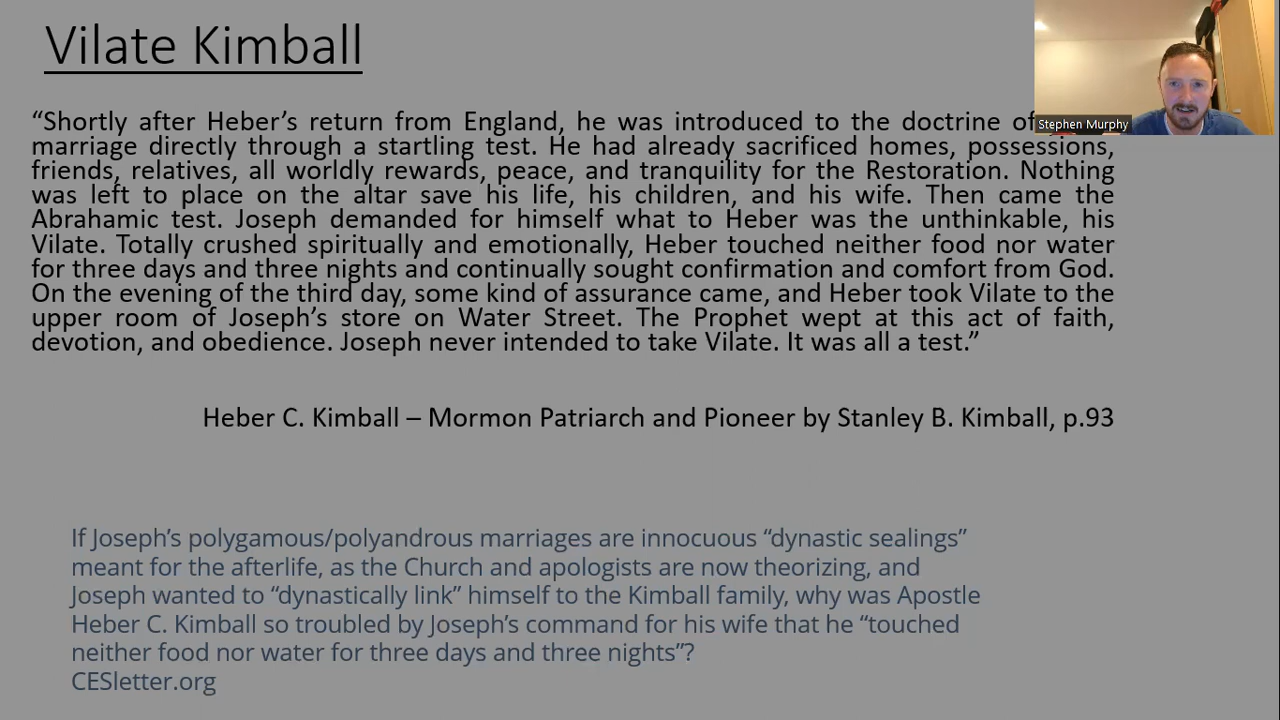 Vilate Kimball
Stephen Murphy
“Shortly after Heber’s return from England, he was introduced to the doctrine of
marriage directly through a startling test. He had already sacrificed homes, possessions,
friends, relatives, all worldly rewards, peace, and tranquility for the Restoration. Nothing
was left to place on the altar save his life, his children, and his wife. Then came the
Abrahamic test. Joseph demanded for himself what to Heber was the unthinkable, his
Vilate. Totally crushed spiritually and emotionally, Heber touched neither food nor water
for three days and three nights and continually sought confirmation and comfort from God.
On the evening of the third day, some kind of assurance came, and Heber took Vilate to the
upper room of Joseph’s store on Water Street. The Prophet wept at this act of faith,
devotion, and obedience. Joseph never intended to take Vilate. It was all a test.”
Heber C. Kimball – Mormon Patriarch and Pioneer by Stanley B. Kimball, p.93
If Joseph’s polygamous/polyandrous marriages are innocuous “dynastic sealings”
meant for the afterlife, as the Church and apologists are now theorizing, and
Joseph wanted to “dynastically link” himself to the Kimball family, why was Apostle
Heber C. Kimball so troubled by Joseph’s command for his wife that he “touched
neither food nor water for three days and three nights”?
CESletter.org